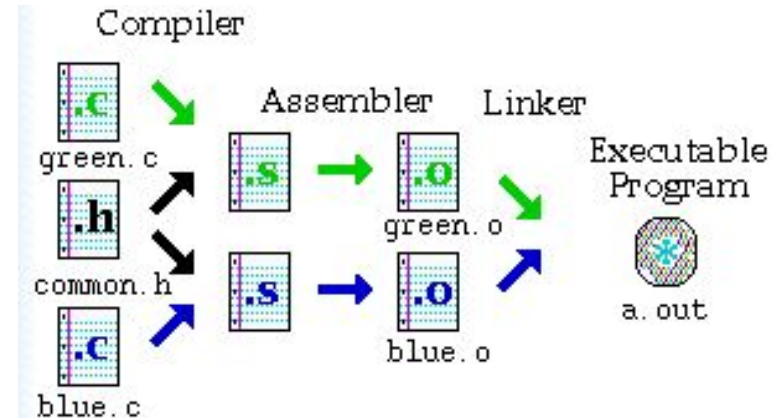 Compiler
Assembler
Linker
Executable
Program
.c
green.c
.h
common.h
.c
blue.c
.s
.s
.o
green.o
.o
blue.o
a.out